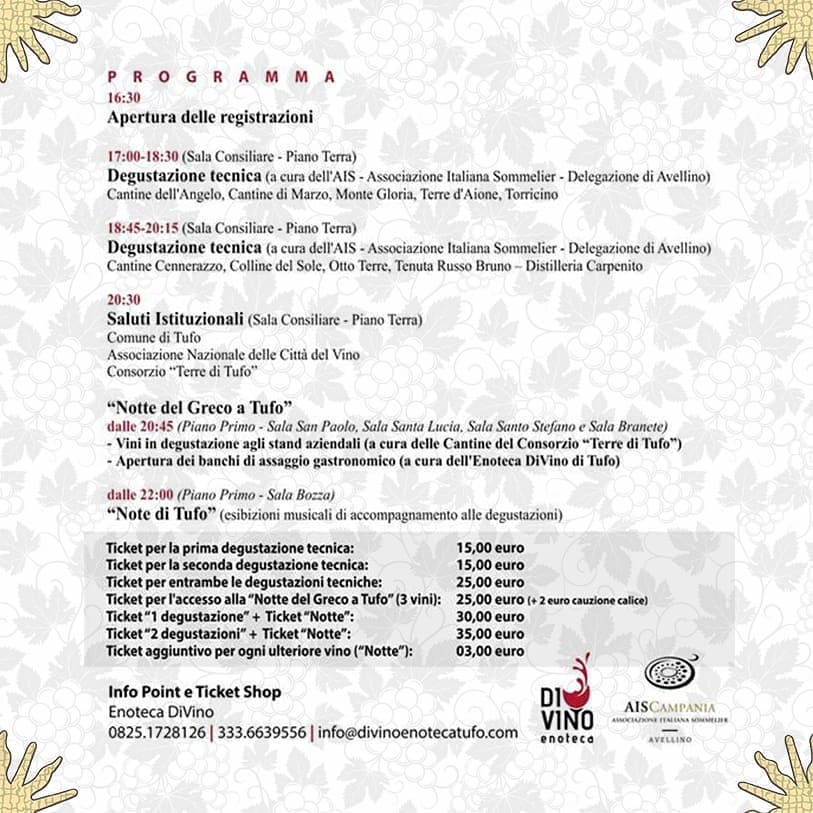 PROGRAMMA
16:30
Apertura delle registrazioni
17:00-18:30 (Sala Consiliare - Piano Terra)
Degustazione tecnica (a cura dell'AIS - Associazione Italiana Sommelier - Delegazione di Avellino)
Cantine dell'Angelo, Cantine di Marzo, Monte Gloria, Terre d'Aione, Torricino
18:45-20:15 (Sala Consiliare - Piano Terra)
Degustazione tecnica (a cura dell'AIS - Associazione Italiana Sommelier - Delegazione di Avellino)
Cantine Cennerazzo, Colline del Sole, Otto Terre, Tenuta Russo Bruno – Distilleria Carpenito
20:30
Saluti Istituzionali (Sala Consiliare - Piano Terra)
Comune di Tufo
Associazione Nazionale delle Città del Vino
Consorzio “Terre di Tufo”
“Notte del Greco a Tufo”
dalle 20:45 (Piano Primo - Sala San Paolo, Sala Santa Lucia, Sala Santo Stefano e Sala Branete)
- Vini in degustazione agli stand aziendali (a cura delle Cantine del Consorzio “Terre di Tufo”)
- Apertura dei banchi di assaggio gastronomico (a cura dell'Enoteca DiVino di Tufo)
dalle 22:00 (Piano Primo - Sala Bozza)
“Note di Tufo” (esibizioni musicali di accompagnamento alle degustazioni)
Ticket per la prima degustazione tecnica: 15,00 euro
Ticket per la seconda degustazione tecnica: 15,00 euro
Ticket per entrambe le degustazioni tecniche: 25,00 euro
Ticket per l'accesso alla “Notte del Greco a Tufo” (3 vini): 25,00 euro (+ 2 euro cauzione calice)
Ticket “1 degustazione” + Ticket “Notte”: 30,00 euro
Ticket “2 degustazioni” + Ticket “Notte”: 35,00 euro
Ticket aggiuntivo per ogni ulteriore vino (“Notte”): 03,00 euro
Info Point e Ticket Shop
Enoteca DiVino
0825.1728126 | 333.6639556 | info@divinoenotecatufo.com
DI
VINO
enoteca
AISCAMPANIA
ASSOCIAZIONE ITALIANA SOMMELIER
AVELLINO